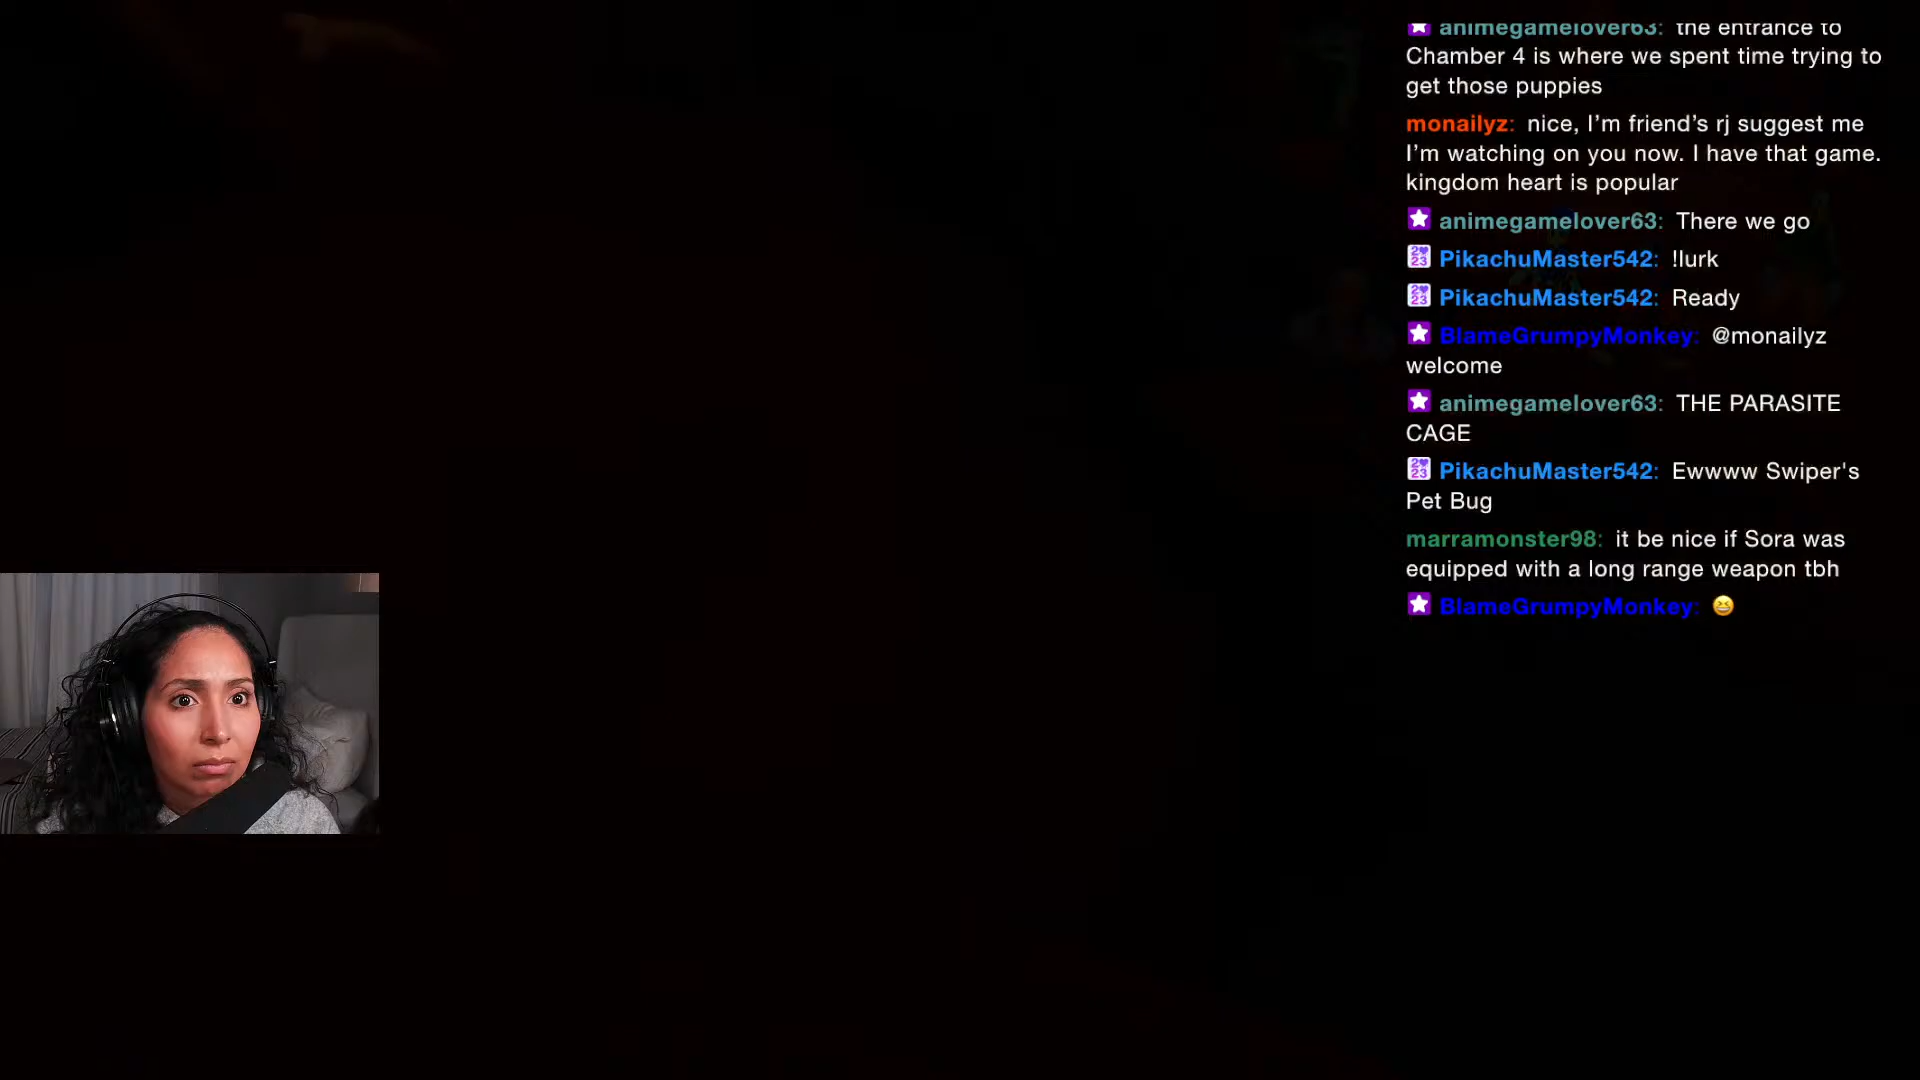 animegamelover63: the entrance to
Chamber 4 is where we spent time trying to
get those puppies
monailyz: nice, I’m friend’s rj suggest me
I’m watching on you now. I have that game.
kingdom heart is popular
animegamelover63: There we go
PikachuMaster542: !lurk
PikachuMaster542: Ready
BlameGrumpyMonkey: @monailyz
welcome
animegamelover63: THE PARASITE
CAGE
PikachuMaster542: Ewwww Swiper's
Pet Bug
marramonster98: it be nice if Sora was
equipped with a long range weapon tbh
BlameGrumpyMonkey: 😆